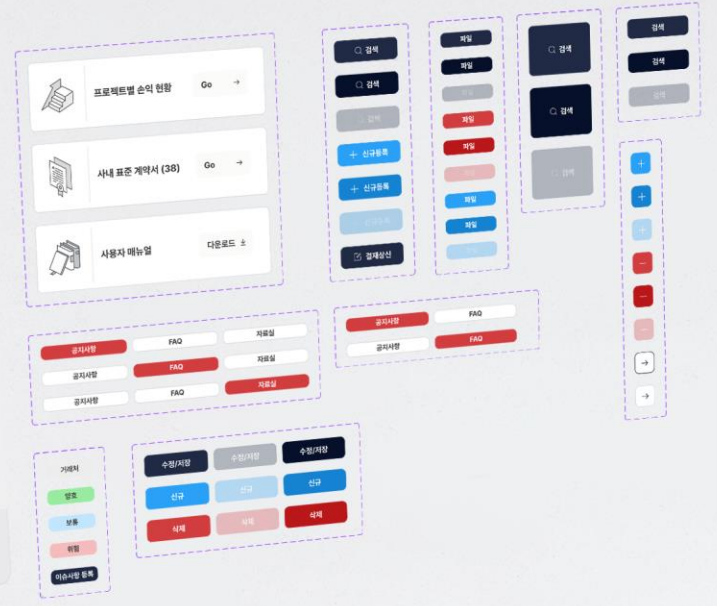 프로젝트별 손익 현황 Go →
사내 표준 계약서 (38) Go →
사용자 매뉴얼 다운로드
검색
검색
검색
+ 신규등록
+ 신규등록
결재상신
파일
파일
파일
파일
파일
파일
검색
검색
검색
검색
검색
검색
+
+
+
−
−
−
→
→
공지사항 FAQ 자료실
공지사항 FAQ 자료실
공지사항 FAQ 자료실
공지사항 FAQ
공지사항 FAQ
거래처
양호
보통
위험
이슈사항 등록
수정/저장 수정/저장 수정/저장
신규 신규 신규
삭제 삭제 삭제